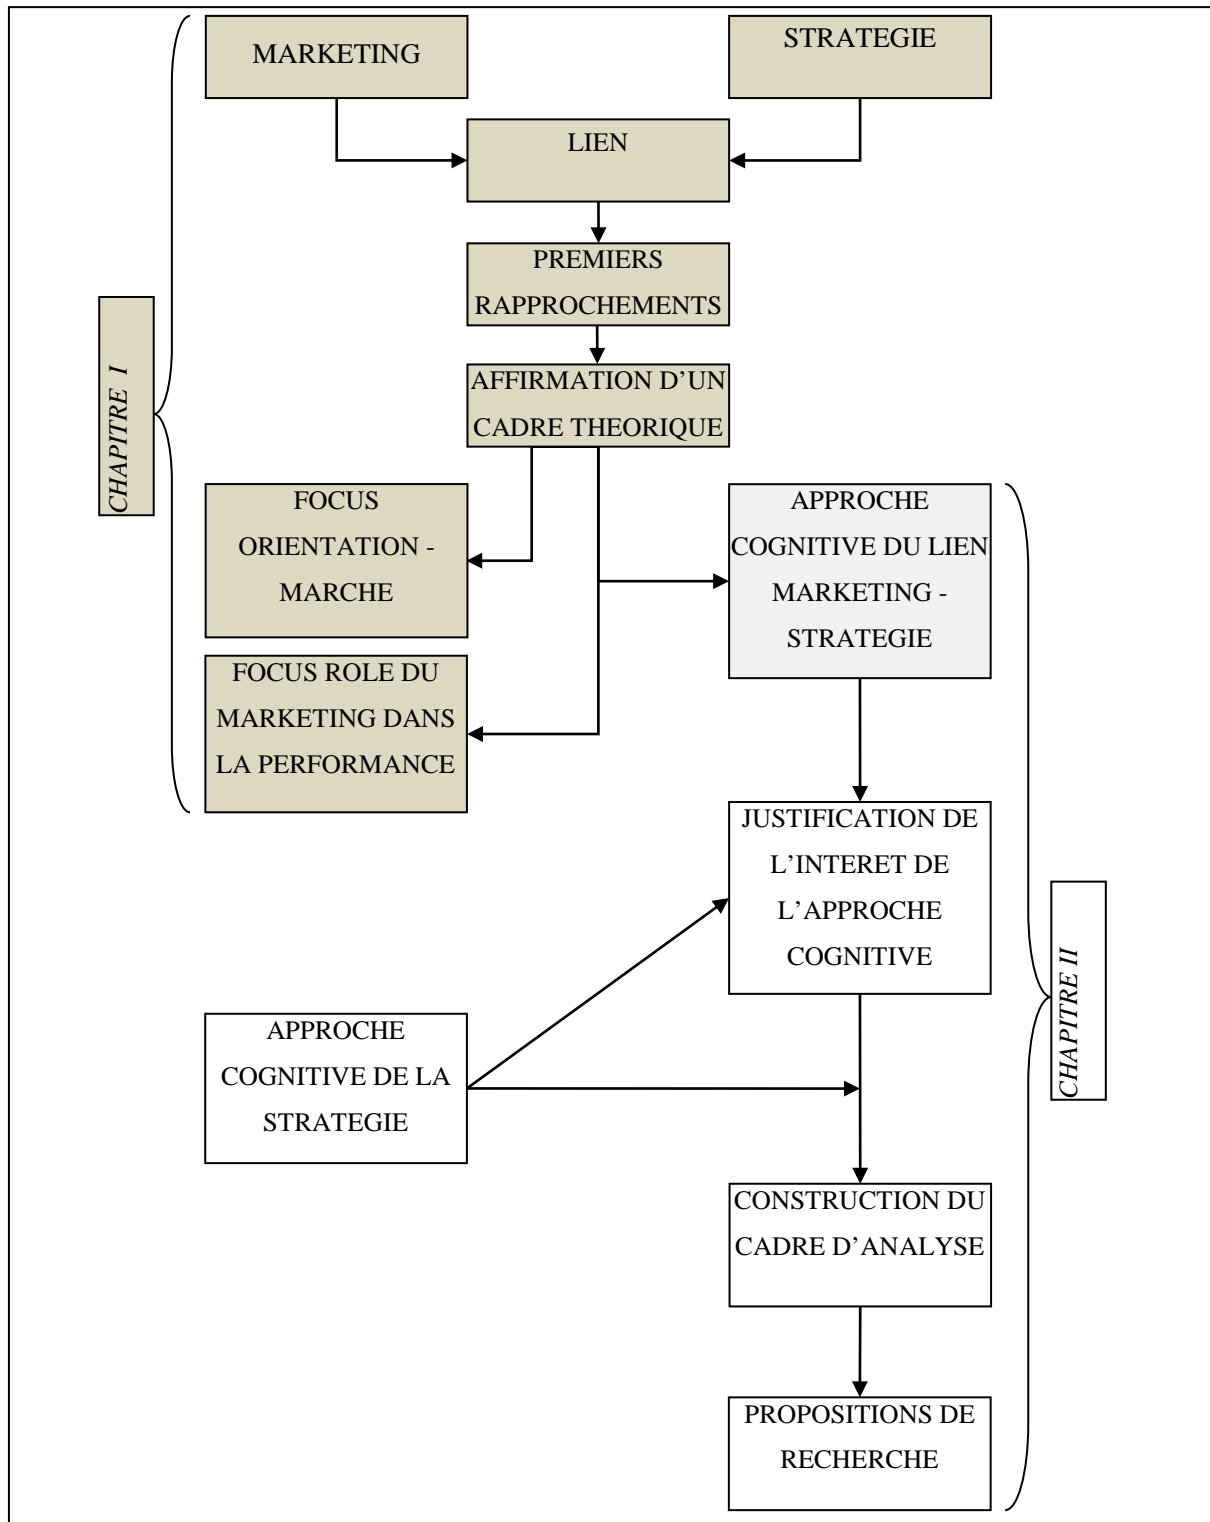 MARKETING
STRATEGIE
LIEN
PREMIERS
RAPPROCHEMENTS
AFFIRMATION D’UN
CADRE THEORIQUE
CHAPITRE I
FOCUS
ORIENTATION -
MARCHE
APPROCHE
COGNITIVE DU LIEN
MARKETING -
STRATEGIE
FOCUS ROLE DU
MARKETING DANS
LA PERFORMANCE
JUSTIFICATION DE
L’INTERET DE
L’APPROCHE
COGNITIVE
CHAPITRE II
APPROCHE
COGNITIVE DE LA
STRATEGIE
CONSTRUCTION DU
CADRE D’ANALYSE
PROPOSITIONS DE
RECHERCHE